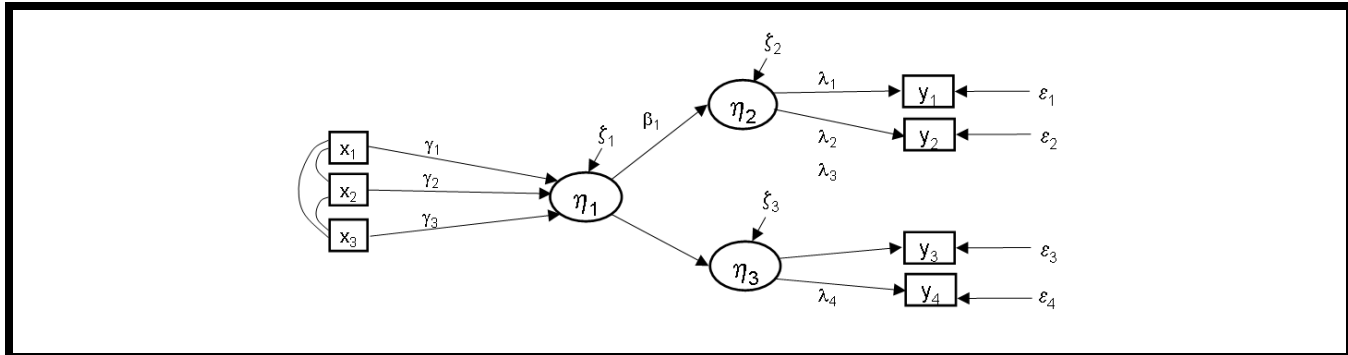 ζ₂
λ₁
y₁
ε₁
η₂
β₁
y₂
ε₂
λ₂
ζ₁
x₁
γ₁
λ₃
γ₂
x₂
η₁
ζ₃
γ₃
x₃
y₃
ε₃
η₃
λ₄
y₄
ε₄